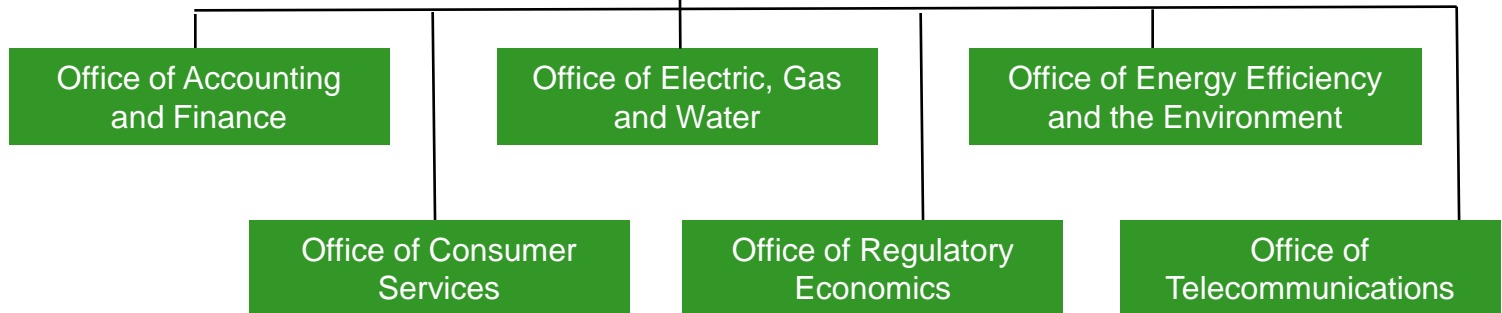 Office of Accounting
and Finance
Office of Electric, Gas
and Water
Office of Energy Efficiency
and the Environment
Office of Consumer
Services
Office of Regulatory
Economics
Office of
Telecommunications